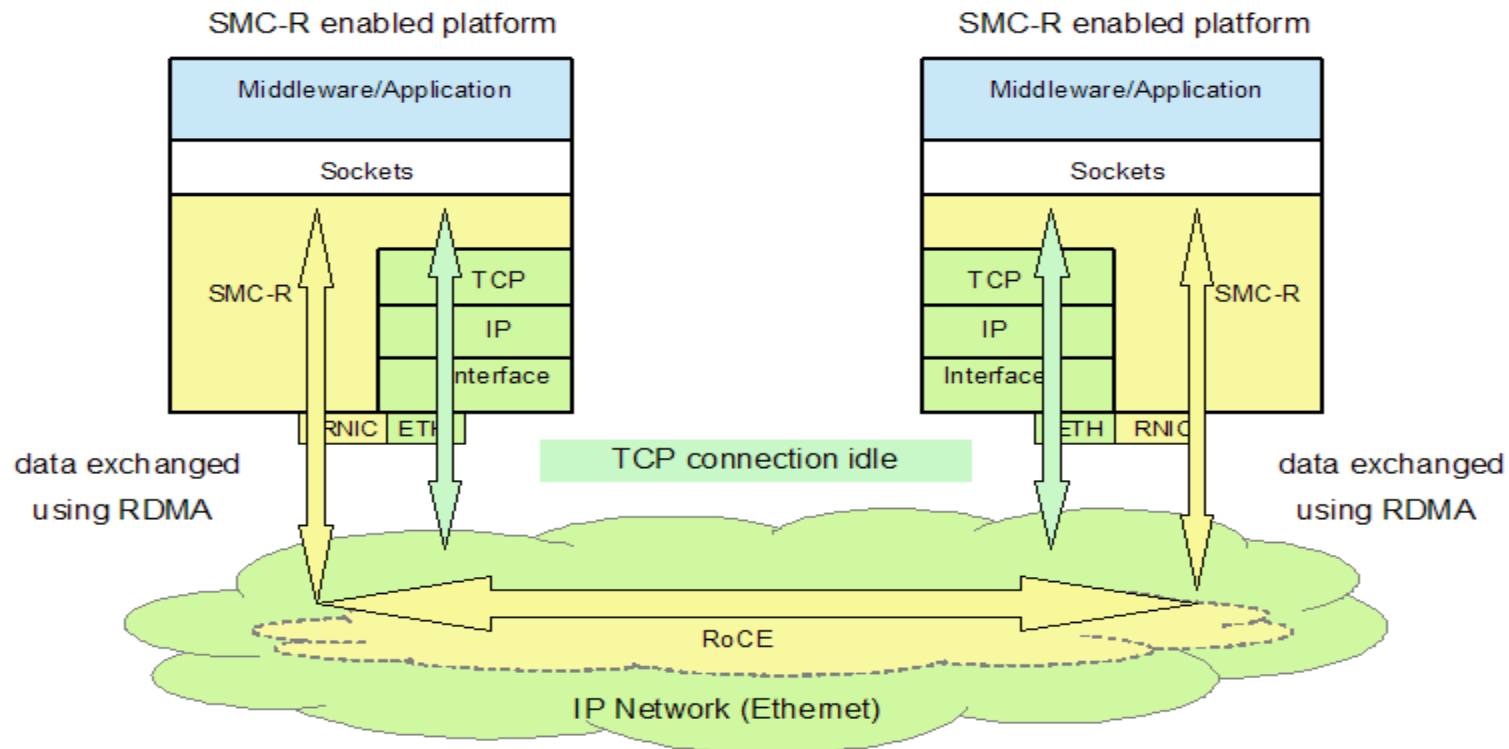 SMC-R enabled platform
SMC-R enabled platform
Middleware/Application
Middleware/Application
Sockets
Sockets
TCP
TCP
SMC-R
SMC-R
IP
IP
Interface
Interface
RNIC
ETH
ETH
RNIC
TCP connection idle
data exchanged
using RDMA
data exchanged
using RDMA
RoCE
IP Network (Ethernet)